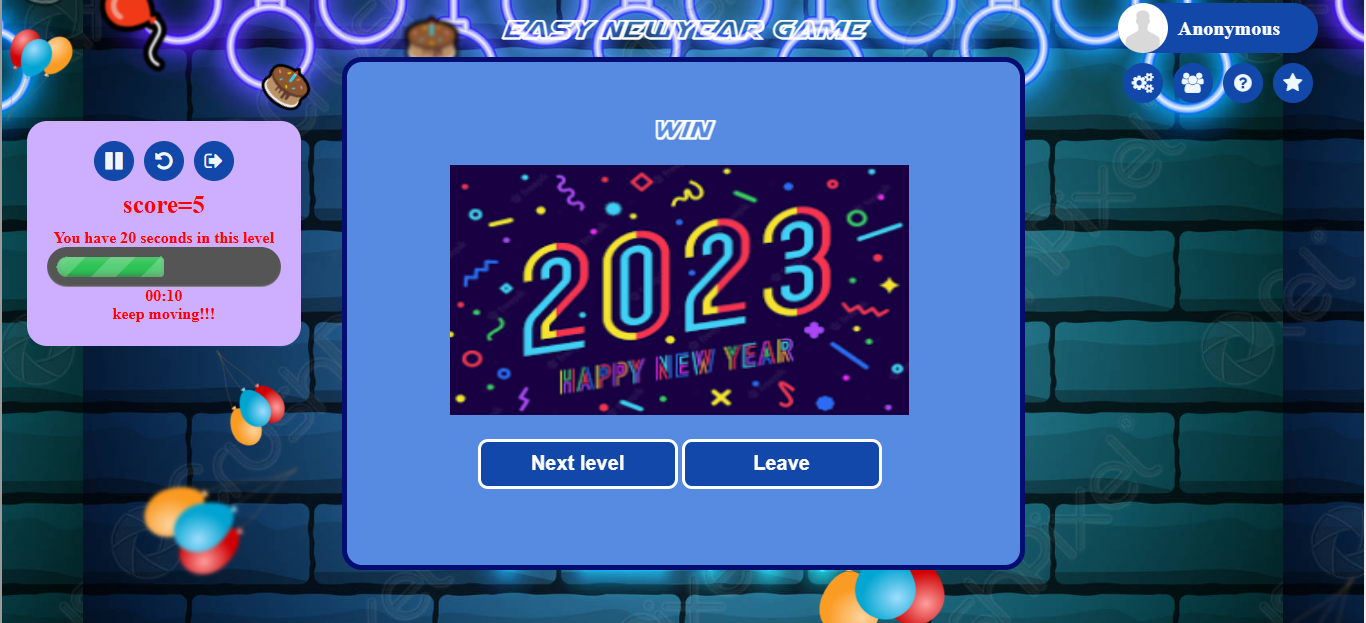 EASY NEWYEAR GAME
Anonymous
score=5
You have 20 seconds in this level
00:10
keep moving!!!
WIN
2023
HAPPY NEW YEAR
Next level
Leave